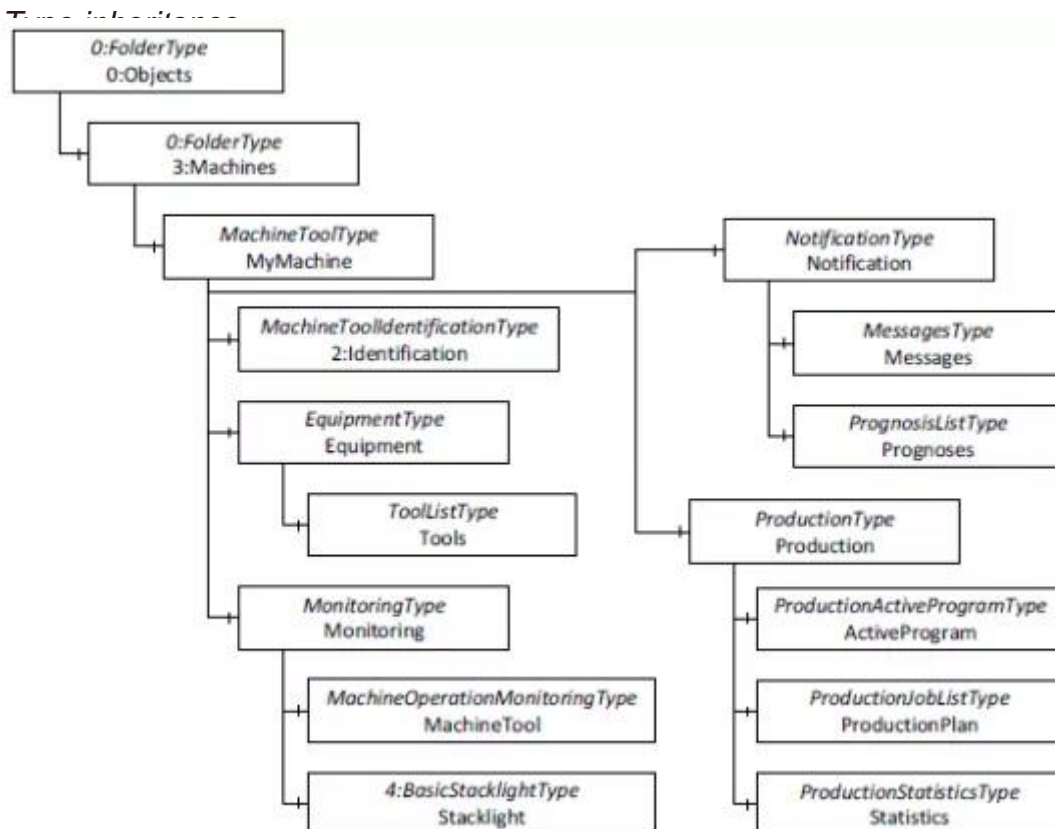 Type inheritance
0:FolderType
0:Objects
0:FolderType
3:Machines
MachineToolType
MyMachine
MachineToolIdentificationType
2:Identification
EquipmentType
Equipment
ToolListType
Tools
MonitoringType
Monitoring
MachineOperationMonitoringType
MachineTool
4:BasicStacklightType
Stacklight
NotificationType
Notification
MessagesType
Messages
PrognosisListType
Prognoses
ProductionType
Production
ProductionActiveProgramType
ActiveProgram
ProductionJobListType
ProductionPlan
ProductionStatisticsType
Statistics